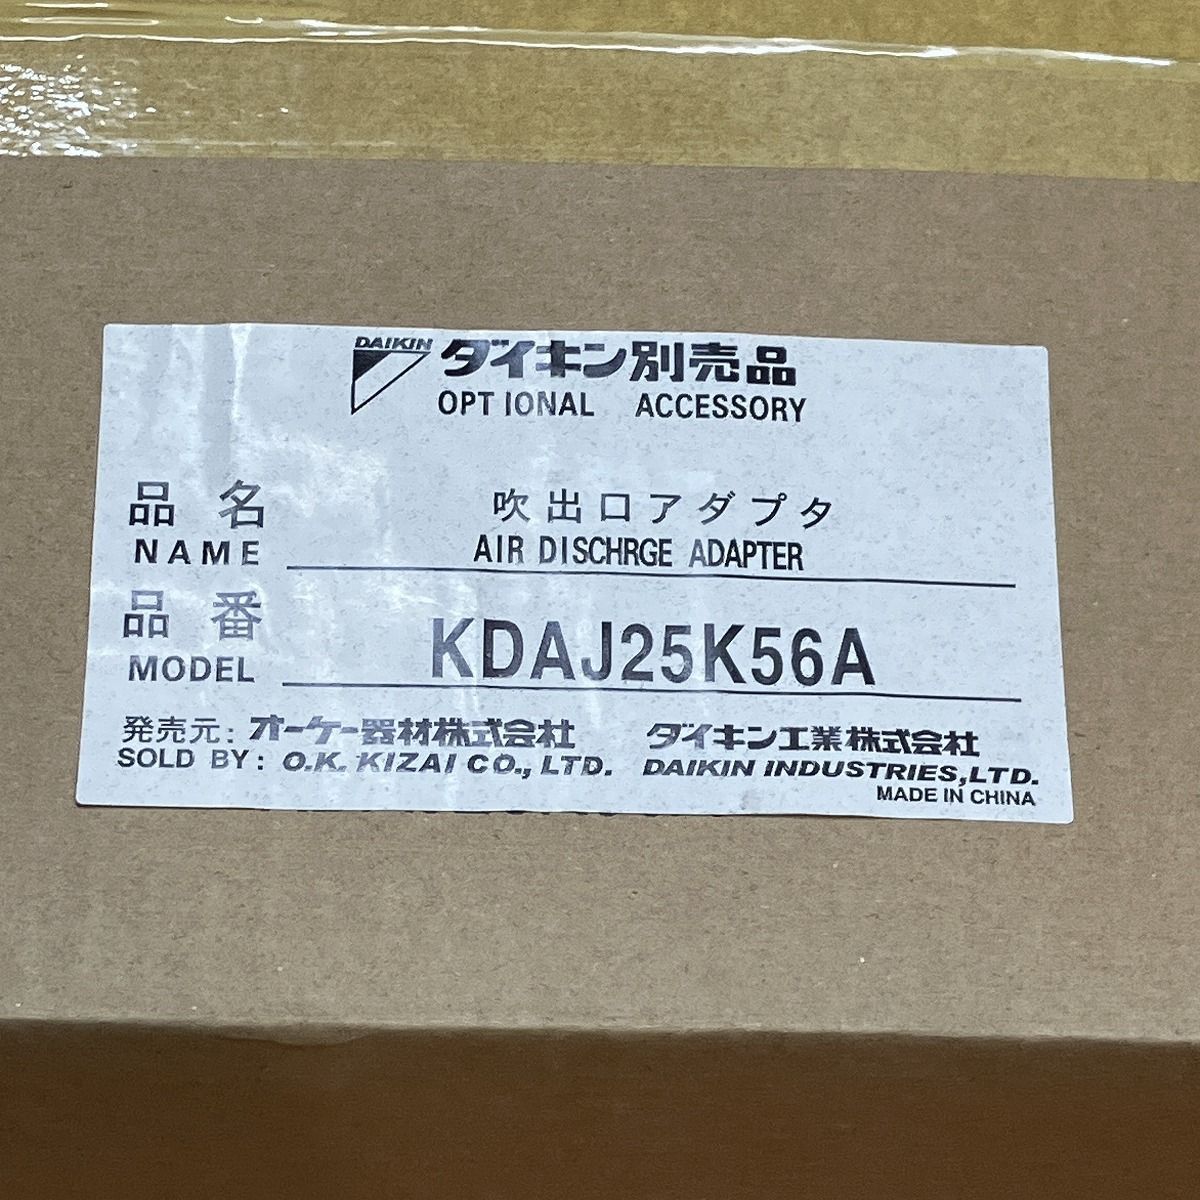 DAIKIN ダイキン別売品
OPTIONAL ACCESSORY
品名 吹出口アダプタ
NAME AIR DISCHRGE ADAPTER
品番
MODEL KDAJ25K56A
発売元: オーケー器材株式会社 ダイキン工業株式会社
SOLD BY: O.K. KIZAI CO., LTD. DAIKIN INDUSTRIES,LTD.
MADE IN CHINA